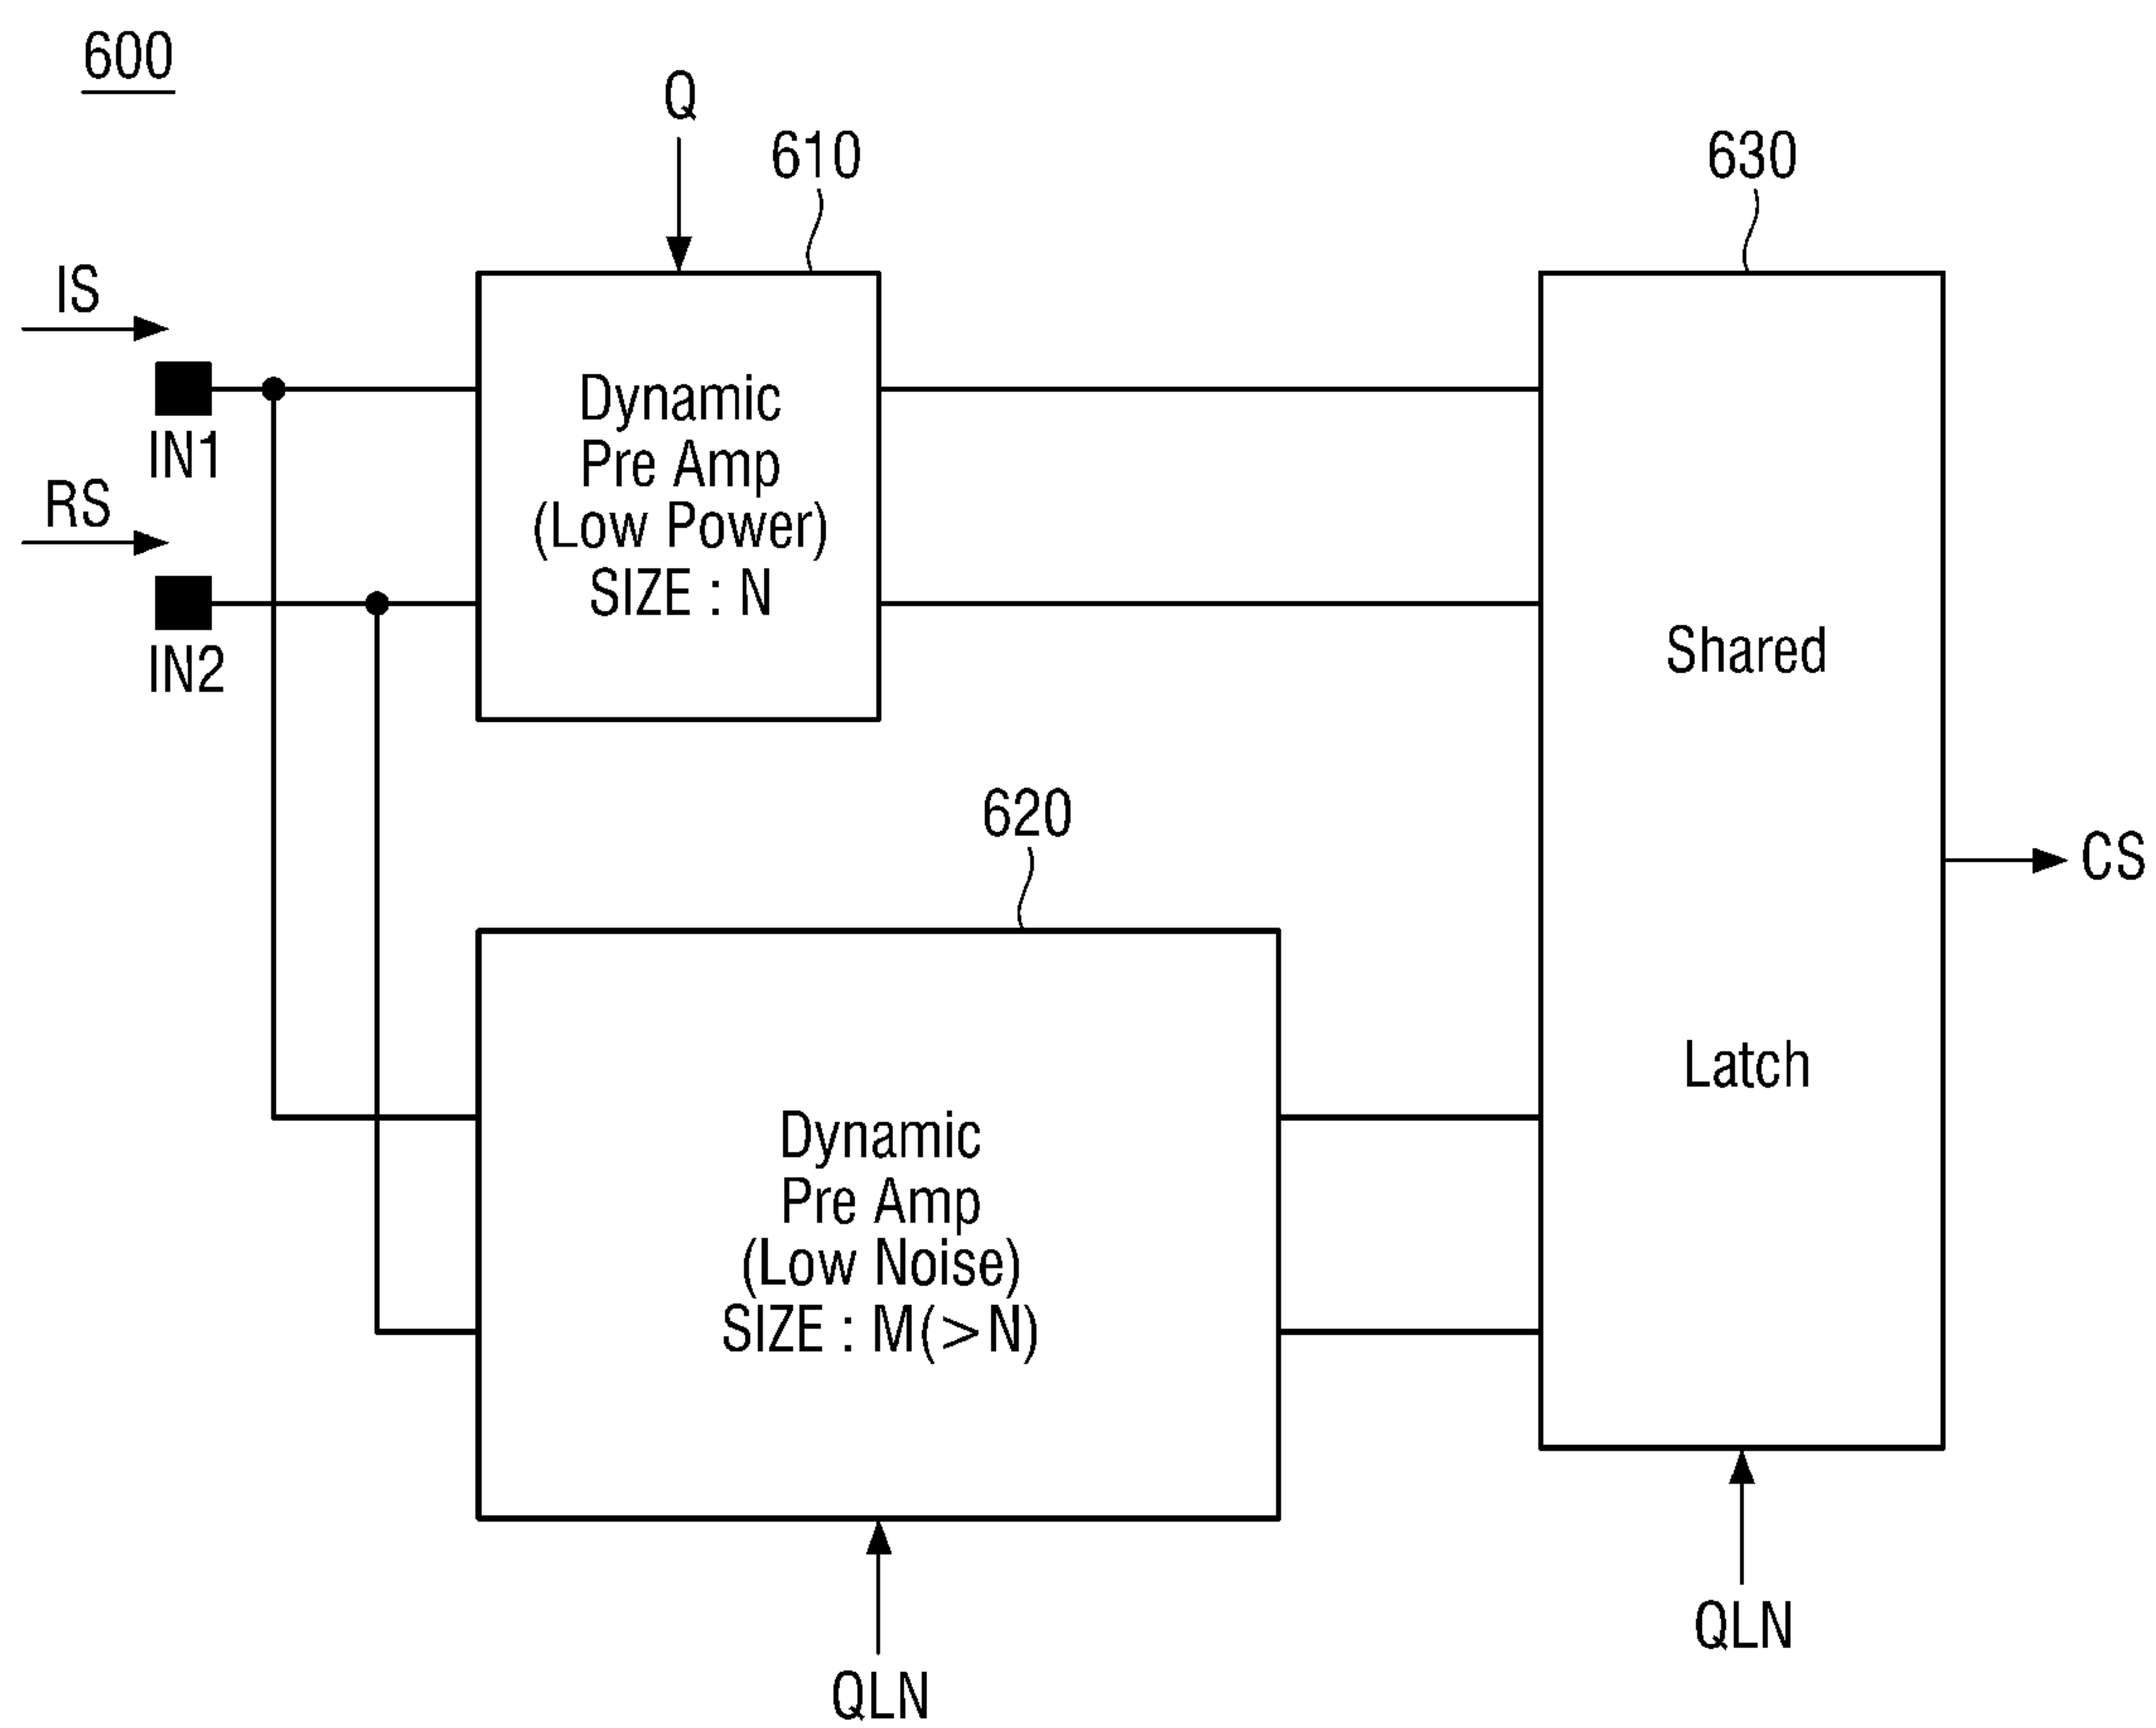 600
Q
610
630
IS
IN1
RS
IN2
Dynamic
Pre Amp
(Low Power)
SIZE : N
Shared
Latch
620
CS
Dynamic
Pre Amp
(Low Noise)
SIZE : M(>N)
QLN
QLN